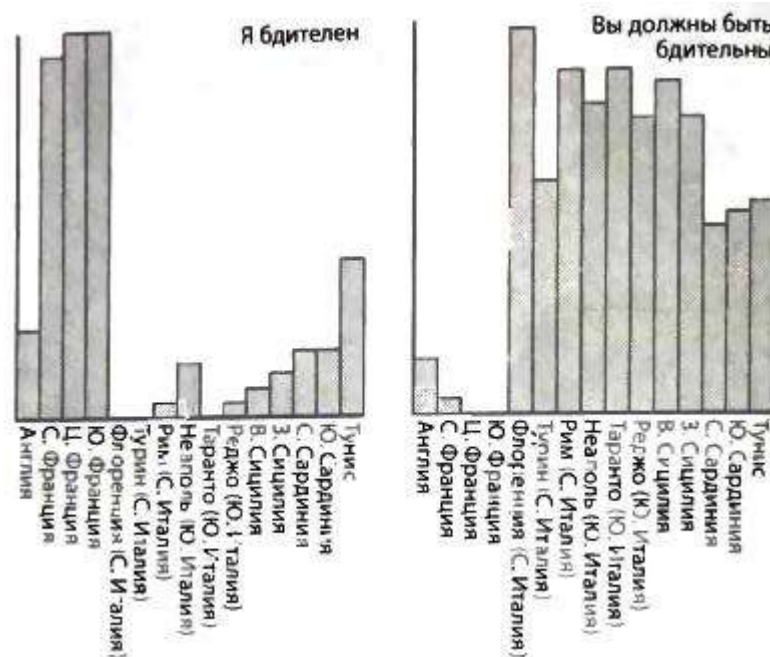 Я бдителен
Англия
С. Франция
Ц. Франция
Ю. Франция
Флоренция (С. Италия)
Турин (С. Италия)
Рим (С. Италия)
Неаполь (Ю. Италия)
Таранто (Ю. Италия)
Реджо (Ю. Италия)
В. Сицилия
З. Сицилия
С. Сардиния
Ю. Сардиния
Тунис
Вы должны быть
бдительны
Англия
С. Франция
Ц. Франция
Ю. Франция
Флоренция (С. Италия)
Турин (С. Италия)
Рим (С. Италия)
Неаполь (Ю. Италия)
Таранто (Ю. Италия)
Реджо (Ю. Италия)
В. Сицилия
З. Сицилия
С. Сардиния
Ю. Сардиния
Тунис